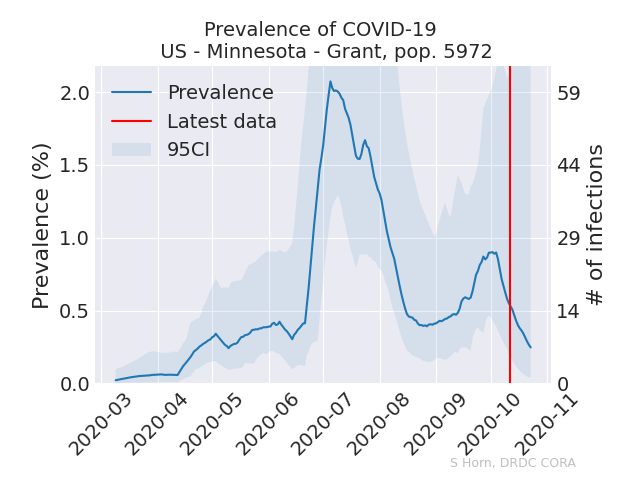 Prevalence of COVID-19
US - Minnesota - Grant, pop. 5972
Prevalence
Latest data
95CI
Prevalence (%)
2.0
1.5
1.0
0.5
0.0
59
44
29
14
0
# of infections
2020-03
2020-04
2020-05
2020-06
2020-07
2020-08
2020-09
2020-10
2020-11
S Horn, DRDC CORA